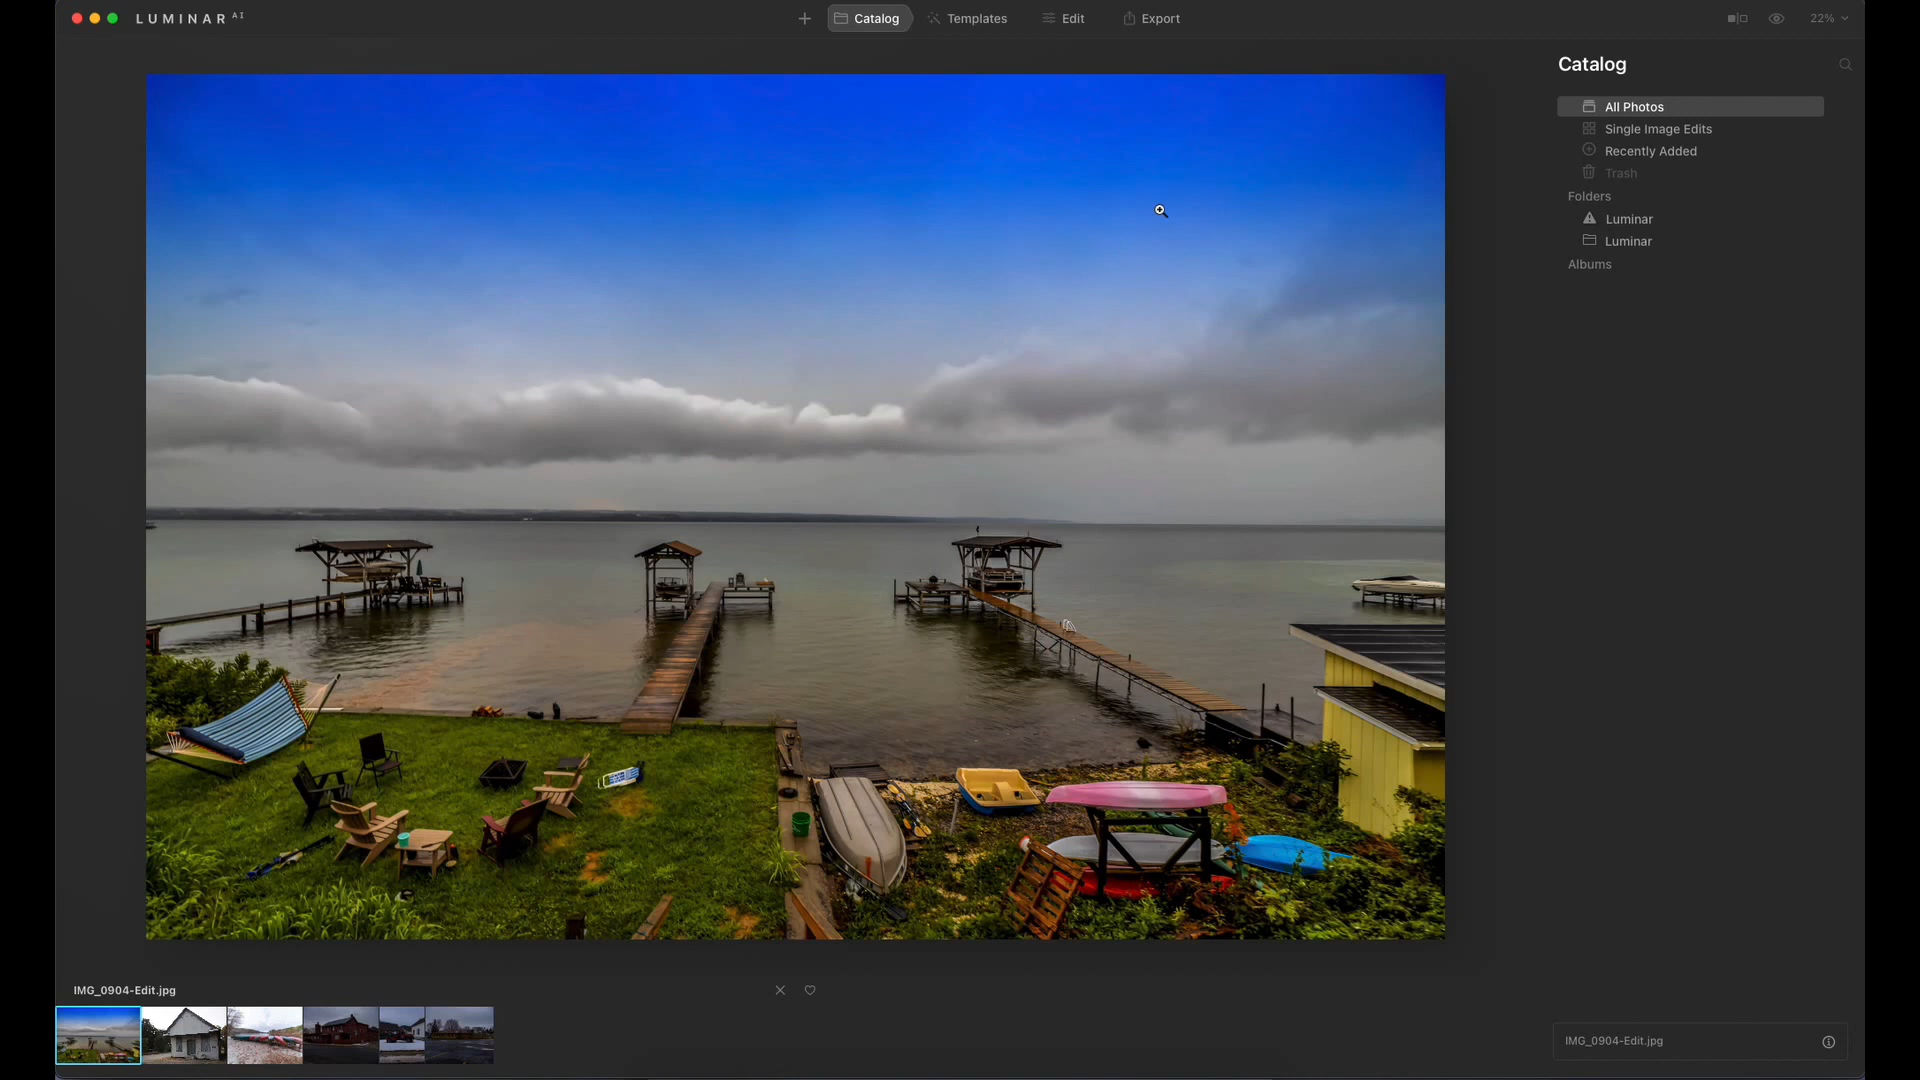 LUMINAR AI
Catalog
Templates
Edit
Export
22%
Catalog
All Photos
Single Image Edits
Recently Added
Trash
Folders
Luminar
Luminar
Albums
IMG_0904-Edit.jpg
IMG_0904-Edit.jpg